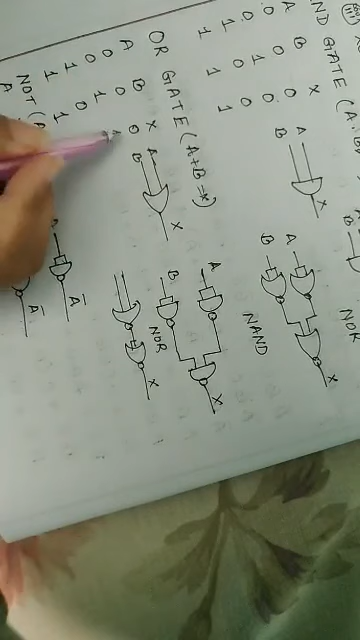 ND GATE (A.B
NOR
A B X
A
B
X
A
B
X
0 0 0
0 1 0
1 0 0
1 1 1
NAND
OR GATE (A+B=X)
A
B
X
NOR
A B X
A
B
X
X
0 0 0
0 1
1 0
1 1
NOT (
A
A̅
A̅